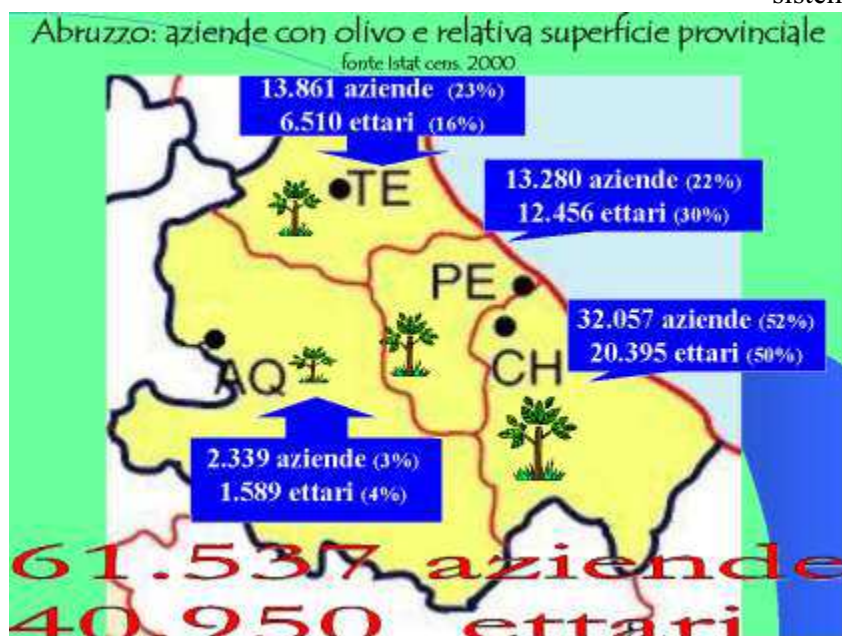 sistem
Abruzzo: aziende con olivo e relativa superficie provinciale
fonte Istat cens. 2000
13.861 aziende (23%)
6.510 ettari (16%)
TE
13.280 aziende (22%)
12.456 ettari (30%)
PE
32.057 aziende (52%)
20.395 ettari (50%)
CH
AQ
2.339 aziende (3%)
1.589 ettari (4%)
61.537 aziende
40.950 ettari